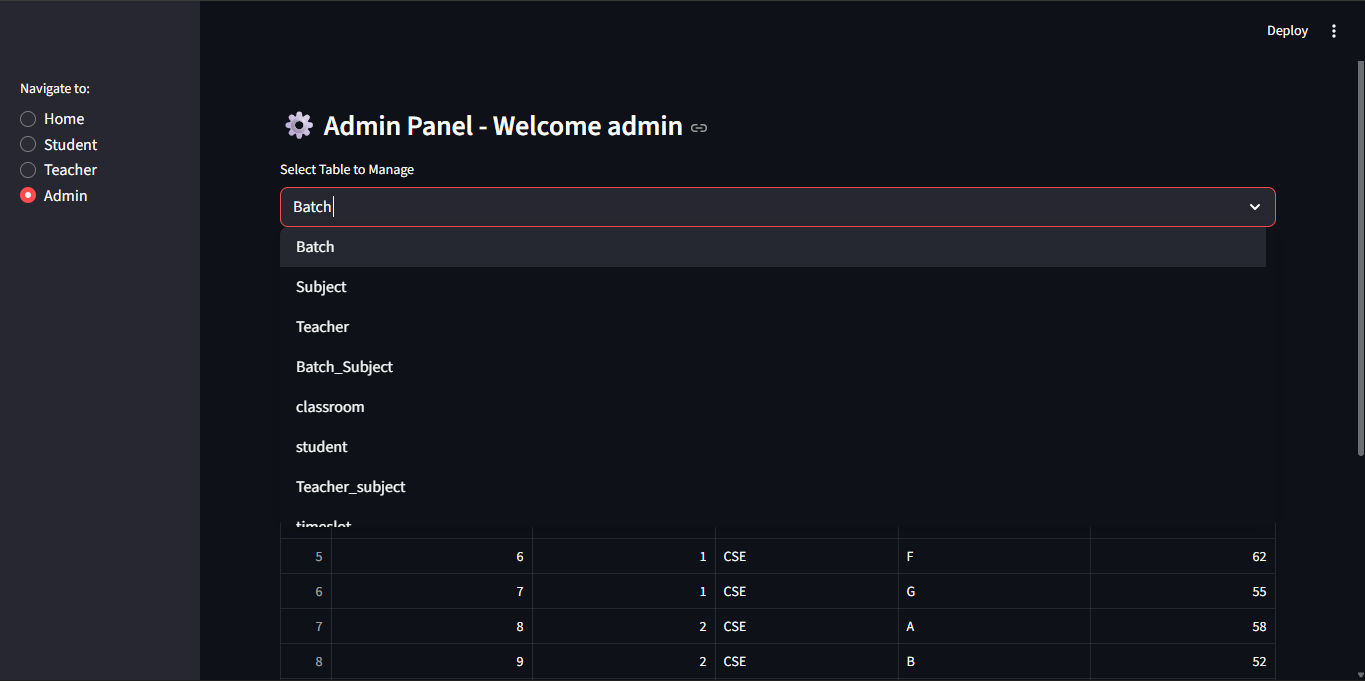 Deploy
Navigate to:
Home
Student
Teacher
Admin
Admin Panel - Welcome admin
Select Table to Manage
Batch
Batch
Subject
Teacher
Batch_Subject
classroom
student
Teacher_subject
timeslot
5 6 1 CSE F 62
6 7 1 CSE G 55
7 8 2 CSE A 58
8 9 2 CSE B 52